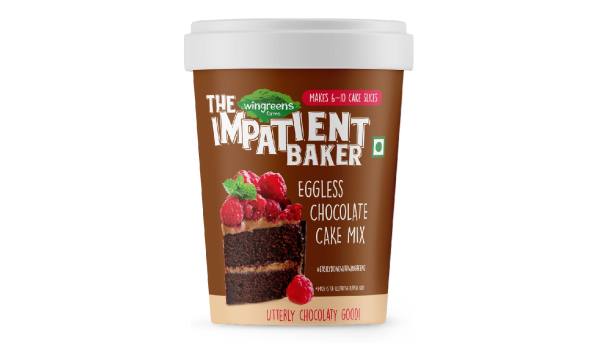 wingreens
farms
MAKES 6-10 CAKE SLICES
THE
IMPATIENT
BAKER
EGGLESS
CHOCOLATE
CAKE MIX
UTTERLY CHOCOLATY GOOD!